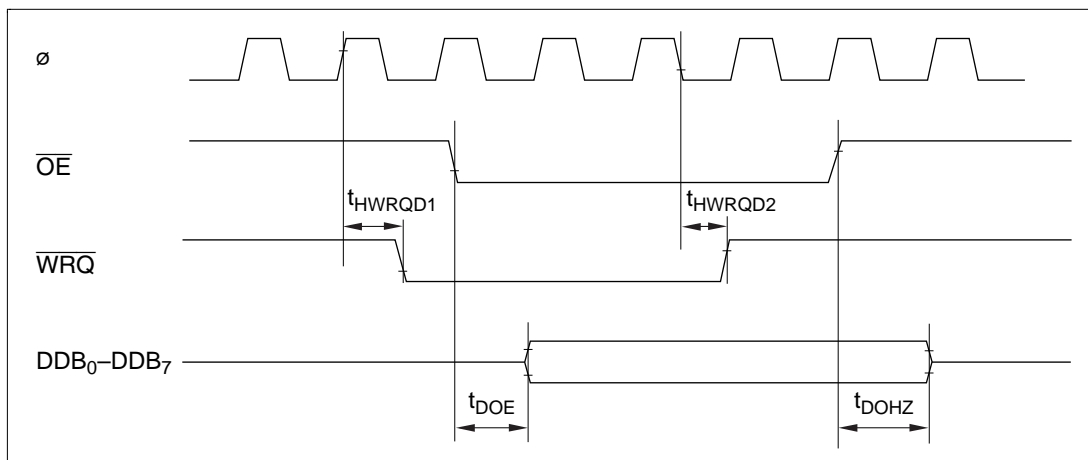 ø
OE
tHWRQD1
tHWRQD2
WRQ
DDB0–DDB7
tDOE
tDOHZ